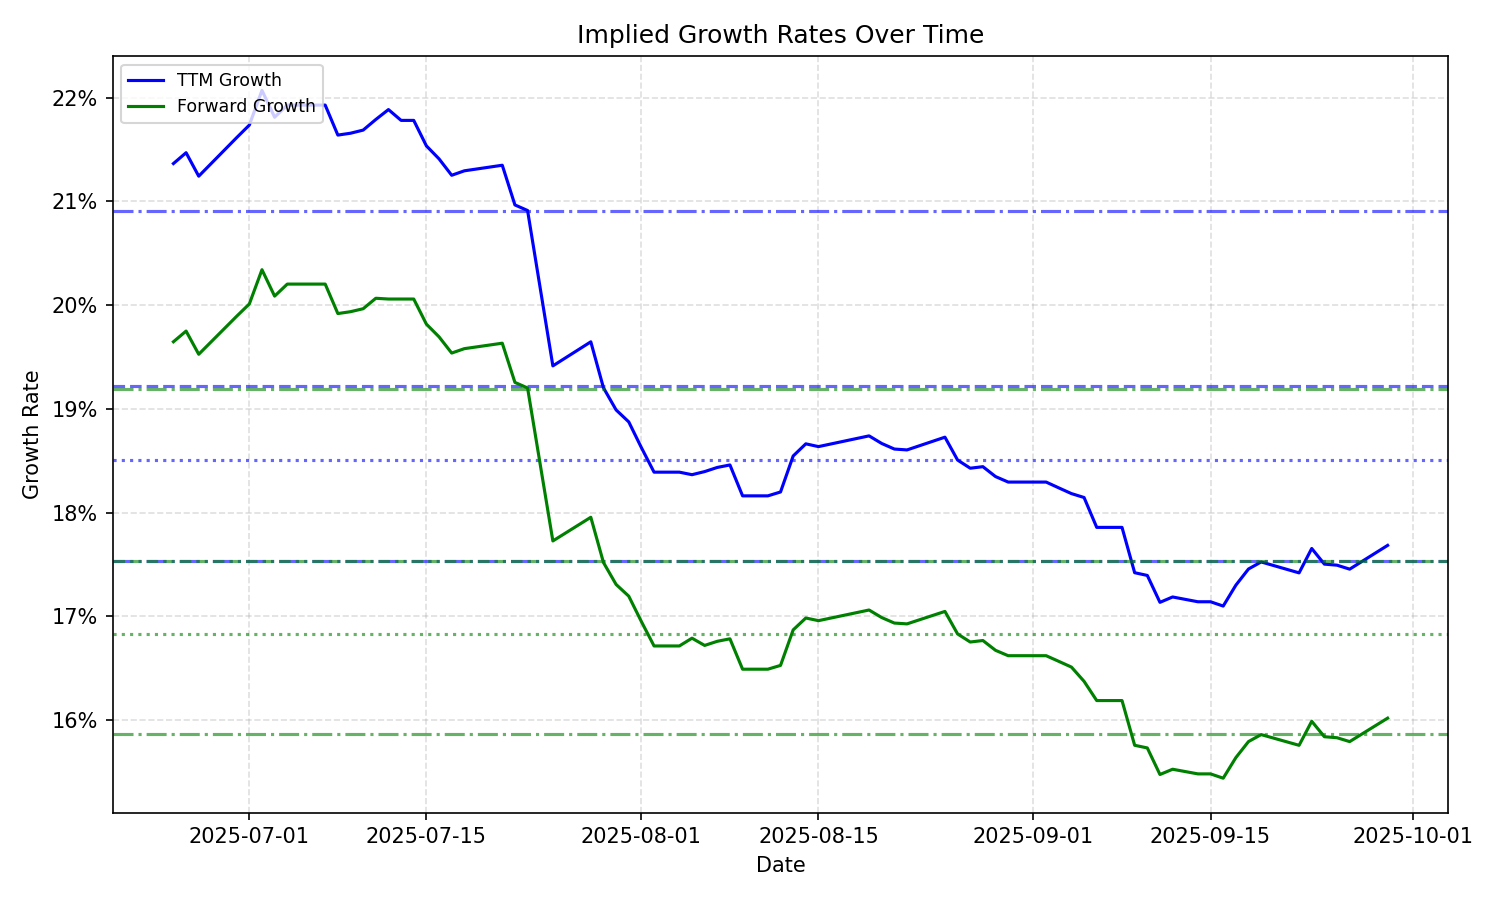 Implied Growth Rates Over Time
TTM Growth
Forward Growth
22%
21%
20%
19%
18%
17%
16%
Growth Rate
2025-07-01
2025-07-15
2025-08-01
2025-08-15
2025-09-01
2025-09-15
2025-10-01
Date